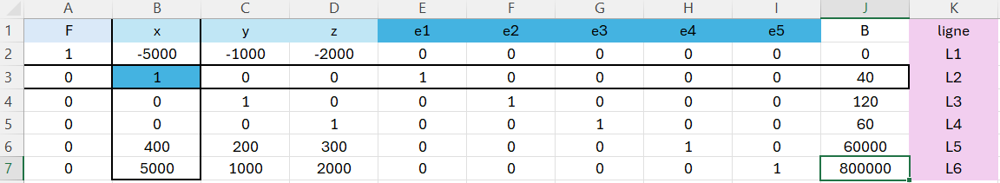 A B C D E F G H I J K
1 F x y z e1 e2 e3 e4 e5 B ligne
2 1 -5000 -1000 -2000 0 0 0 0 0 0 L1
3 0 1 0 0 1 0 0 0 0 40 L2
4 0 0 1 0 0 1 0 0 0 120 L3
5 0 0 0 1 0 0 1 0 0 60 L4
6 0 400 200 300 0 0 0 1 0 60000 L5
7 0 5000 1000 2000 0 0 0 0 1 800000 L6